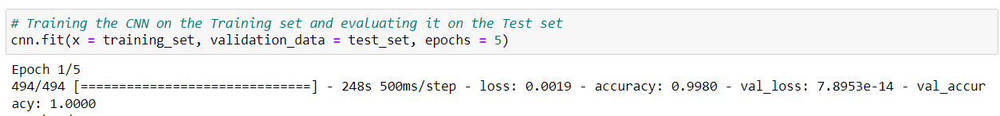 # Training the CNN on the Training set and evaluating it on the Test set
cnn.fit(x = training_set, validation_data = test_set, epochs = 5)
Epoch 1/5
494/494 [==============================] - 248s 500ms/step - loss: 0.0019 - accuracy: 0.9980 - val_loss: 7.8953e-14 - val_accur
acy: 1.0000